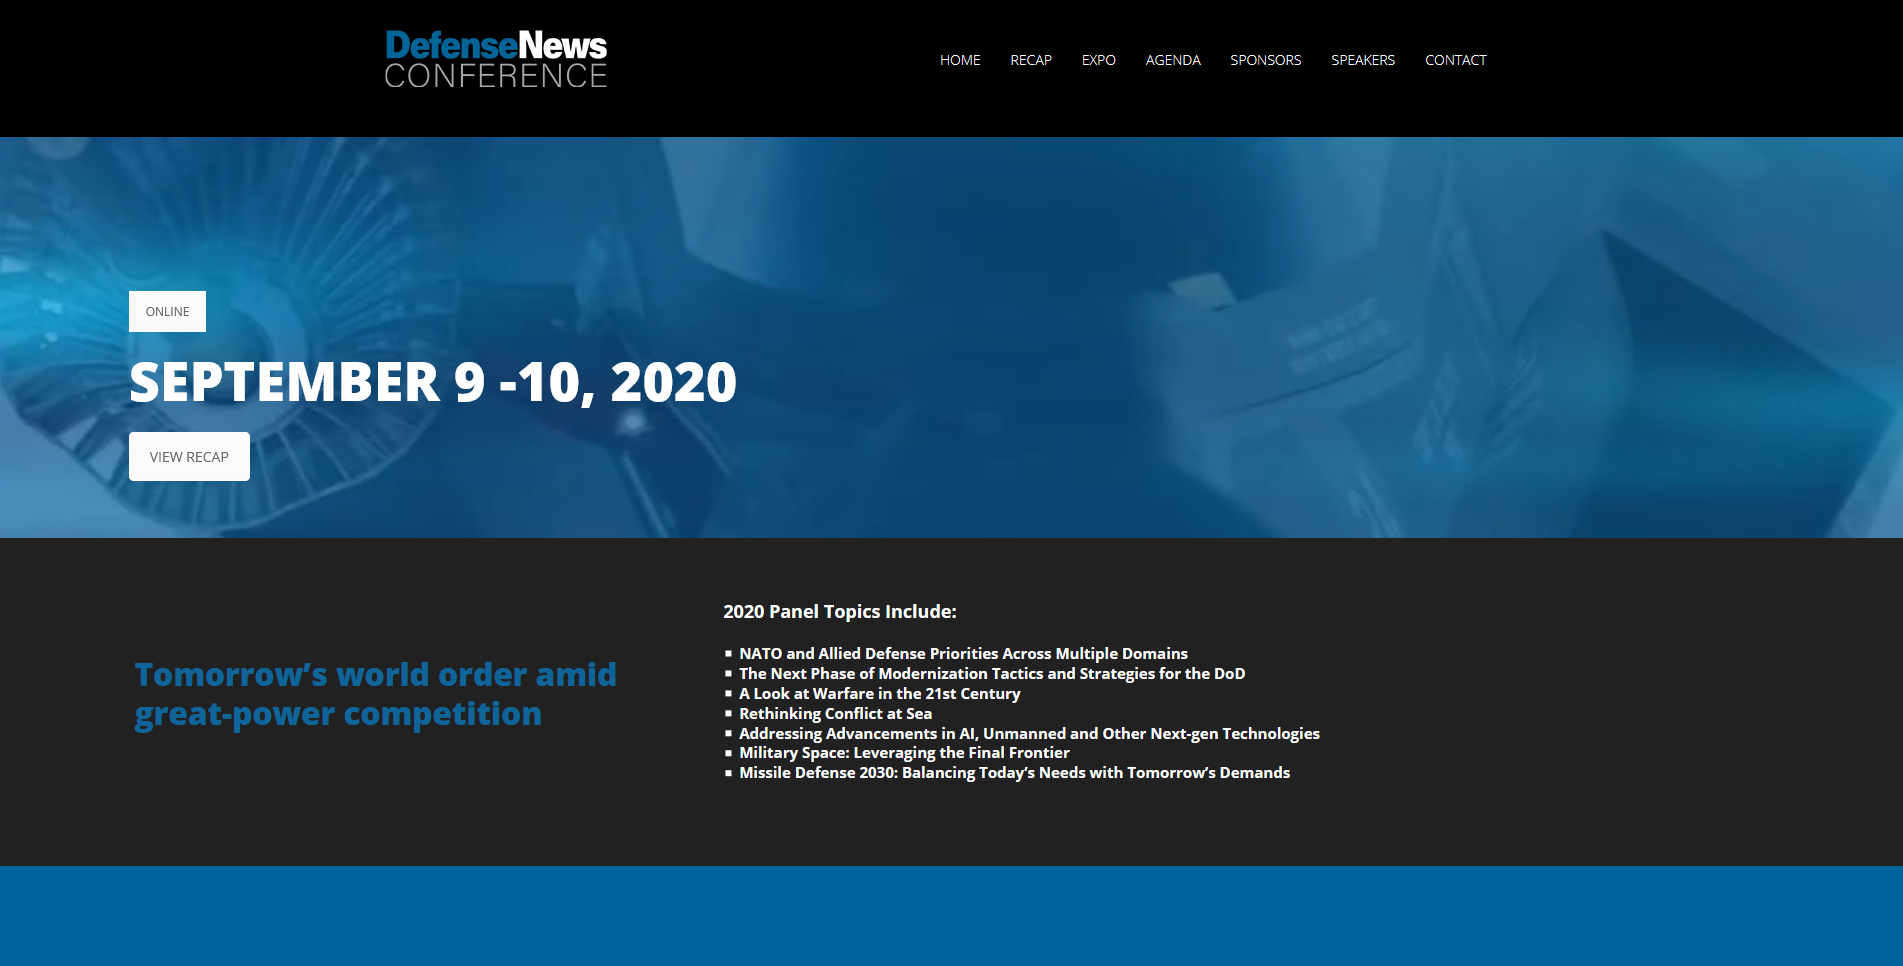 DefenseNews
CONFERENCE
HOME RECAP EXPO AGENDA SPONSORS SPEAKERS CONTACT
ONLINE
SEPTEMBER 9 -10, 2020
VIEW RECAP
Tomorrow’s world order amid
great-power competition
2020 Panel Topics Include:
NATO and Allied Defense Priorities Across Multiple Domains
The Next Phase of Modernization Tactics and Strategies for the DoD
A Look at Warfare in the 21st Century
Rethinking Conflict at Sea
Addressing Advancements in AI, Unmanned and Other Next-gen Technologies
Military Space: Leveraging the Final Frontier
Missile Defense 2030: Balancing Today’s Needs with Tomorrow’s Demands